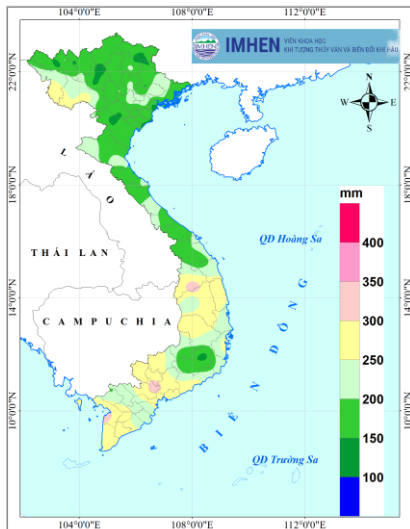 IMHEN
VIỆN KHOA HỌC
KHÍ TƯỢNG THỦY VĂN VÀ BIẾN ĐỔI KHÍ HẬU
104°0'0"E 108°0'0"E 112°0'0"E
22°0'0"N
18°0'0"N
14°0'0"N
10°0'0"N
N
W E
S
LÀO
THÁI LAN
CAMPUCHIA
QĐ Hoàng Sa
BIỂN ĐÔNG
QĐ Trường Sa
mm
400
350
300
250
200
150
100
22°0'0"N
18°0'0"N
14°0'0"N
10°0'0"N
104°0'0"E 108°0'0"E 112°0'0"E